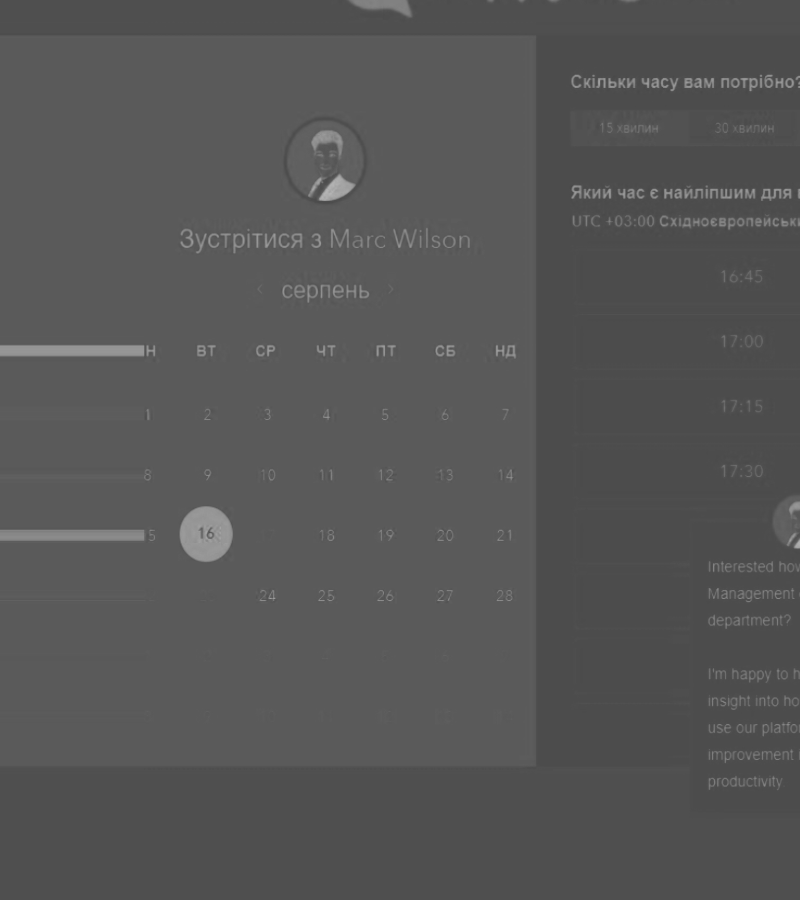 Зустрітися з Marc Wilson
‹ серпень ›
Н ВТ СР ЧТ ПТ СБ НД
1 2 3 4 5 6 7
8 9 10 11 12 13 14
5 16 18 19 20 21
24 25 26 27 28
Скільки часу вам потрібно?
15 хвилин 30 хвилин
Який час є найліпшим для
UTC +03:00 Східноєвропейськ
16:45
17:00
17:15
17:30
Interested how
Management
department?
I'm happy to h
insight into ho
use our platfo
improvement i
productivity